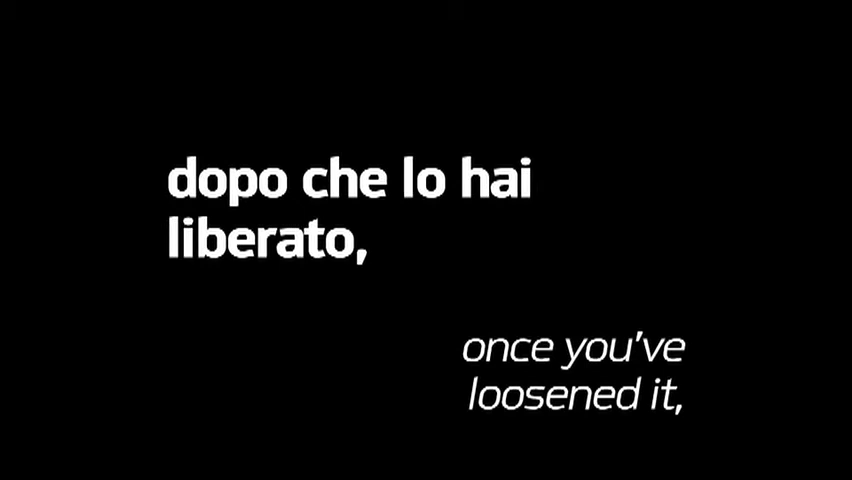 dopo che lo hai
liberato,
once you've
loosened it,